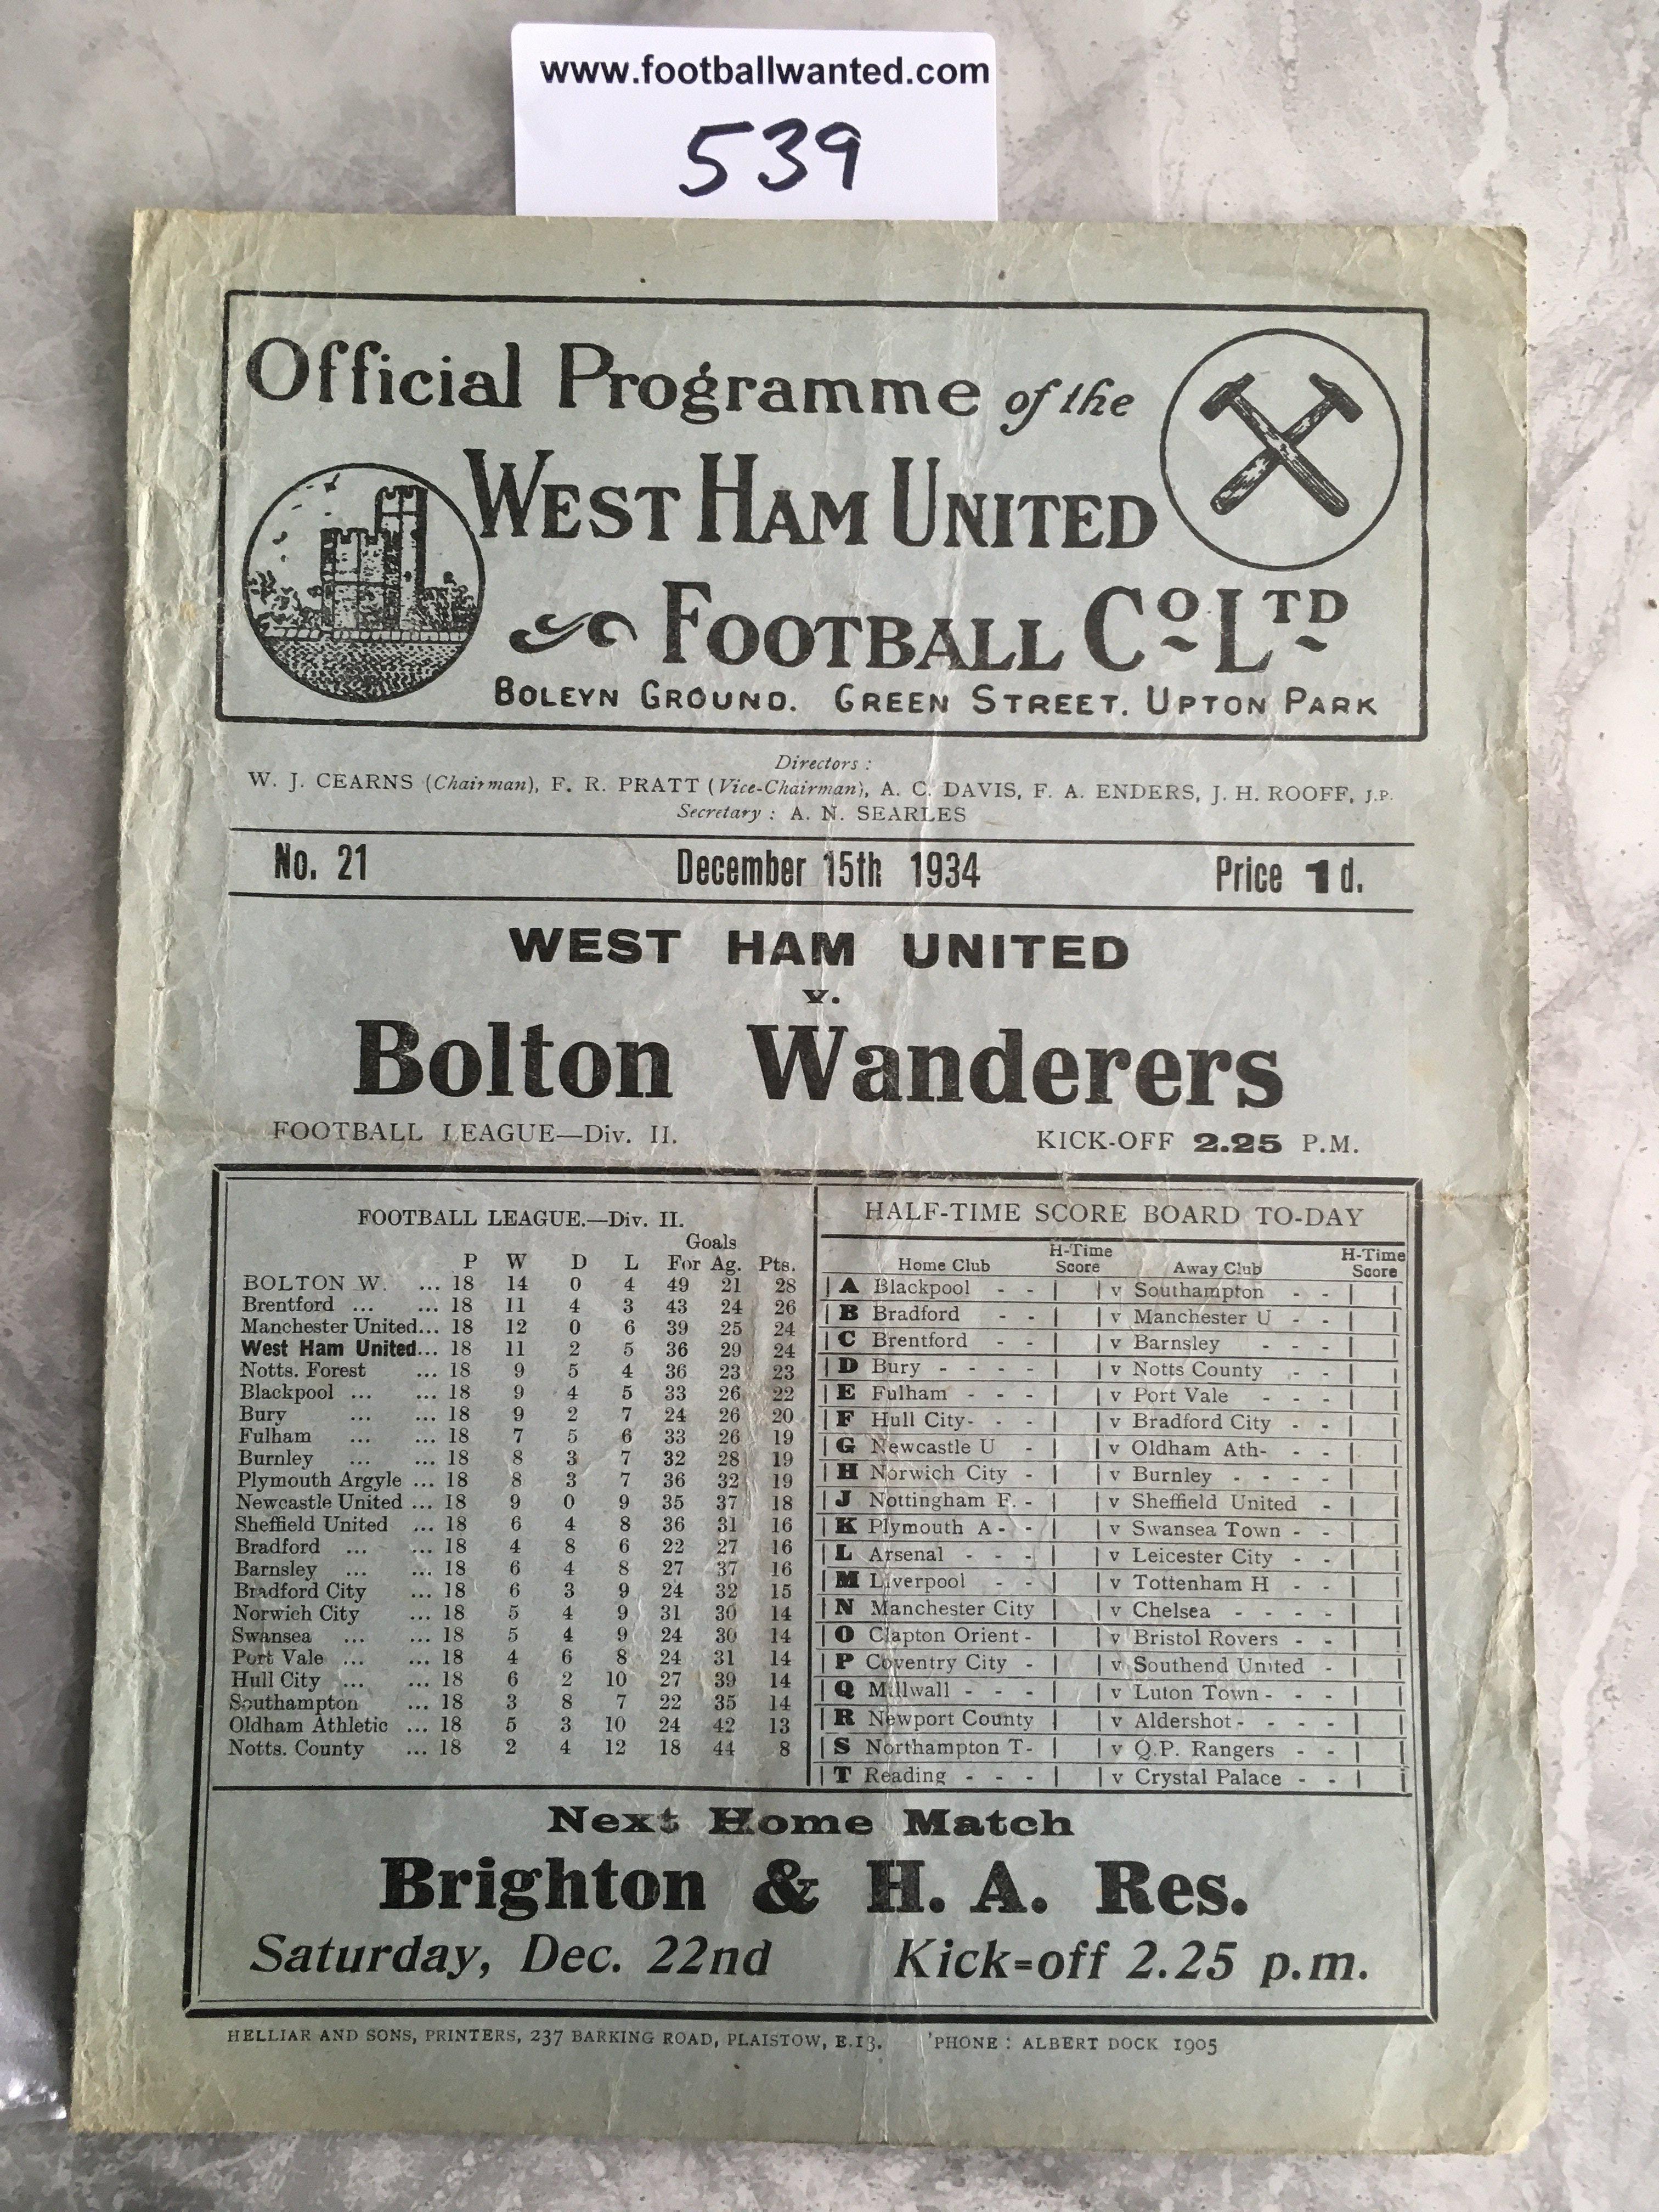 www.footballwanted.com
539
Official Programme of the
WEST HAM UNITED
FOOTBALL CO LTD
BOLEYN GROUND. GREEN STREET. UPTON PARK
Directors :
W. J. CEARNS (Chairman), F. R. PRATT (Vice-Chairman), A. C. DAVIS, F. A. ENDERS, J. H. ROOFF, J.P.
Secretary : A. N. SEARLES
No. 21 December 15th 1934 Price 1d.
WEST HAM UNITED
v.
Bolton Wanderers
FOOTBALL LEAGUE—Div. II. KICK-OFF 2.25 P.M.
FOOTBALL LEAGUE.—Div. II.
Goals
P W D L For Ag. Pts.
BOLTON W. ... 18 14 0 4 49 21 28
Brentford ... ... 18 11 4 3 43 24 26
Manchester United... 18 12 0 6 39 25 24
West Ham United... 18 11 2 5 36 29 24
Notts. Forest ... 18 9 5 4 36 23 23
Blackpool ... ... 18 9 4 5 33 26 22
Bury ... ... 18 9 2 7 24 26 20
Fulham ... ... 18 7 5 6 33 26 19
Burnley ... ... 18 8 3 7 32 28 19
Plymouth Argyle ... 18 8 3 7 36 32 19
Newcastle United ... 18 9 0 9 35 37 18
Sheffield United ... 18 6 4 8 36 31 16
Bradford ... ... 18 4 8 6 22 27 16
Barnsley ... ... 18 6 4 8 27 37 16
Bradford City ... 18 6 3 9 24 32 15
Norwich City ... 18 5 4 9 31 30 14
Swansea ... ... 18 5 4 9 24 30 14
Port Vale ... ... 18 4 6 8 24 31 14
Hull City ... ... 18 6 2 10 27 39 14
Southampton ... 18 3 8 7 22 35 14
Oldham Athletic ... 18 5 3 10 24 42 13
Notts. County ... 18 2 4 12 18 44 8
HALF-TIME SCORE BOARD TO-DAY
Home Club H-Time Score Away Club H-Time Score
A Blackpool - - v Southampton - -
B Bradford - - v Manchester U - -
C Brentford - - v Barnsley - - -
D Bury - - - - v Notts County - -
E Fulham - - - v Port Vale - - -
F Hull City- - - v Bradford City - -
G Newcastle U - v Oldham Ath- - -
H Norwich City - v Burnley - - - -
J Nottingham F. - v Sheffield United -
K Plymouth A- - v Swansea Town - -
L Arsenal - - - v Leicester City - -
M Liverpool - - v Tottenham H - -
N Manchester City v Chelsea - - - -
O Clapton Orient - v Bristol Rovers - -
P Coventry City - v Southend United -
Q Millwall - - - v Luton Town - - -
R Newport County v Aldershot - - - -
S Northampton T- v Q.P. Rangers - -
T Reading - - - v Crystal Palace - -
Next Home Match
Brighton & H. A. Res.
Saturday, Dec. 22nd Kick=off 2.25 p.m.
HELLIAR AND SONS, PRINTERS, 237 BARKING ROAD, PLAISTOW, E.13. 'PHONE : ALBERT DOCK 1905